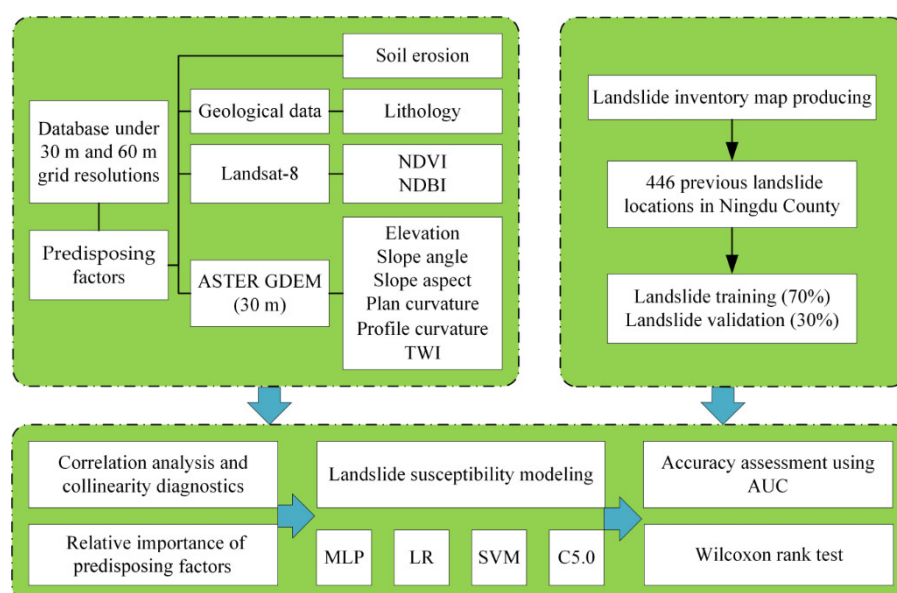 Soil erosion
Database under
30 m and 60 m
grid resolutions
Geological data
Lithology
Landsat-8
NDVI
NDBI
Predisposing
factors
ASTER GDEM
(30 m)
Elevation
Slope angle
Slope aspect
Plan curvature
Profile curvature
TWI
Landslide inventory map producing
446 previous landslide
locations in Ningdu County
Landslide training (70%)
Landslide validation (30%)
Correlation analysis and
collinearity diagnostics
Relative importance of
predisposing factors
Landslide susceptibility modeling
MLP
LR
SVM
C5.0
Accuracy assessment using
AUC
Wilcoxon rank test